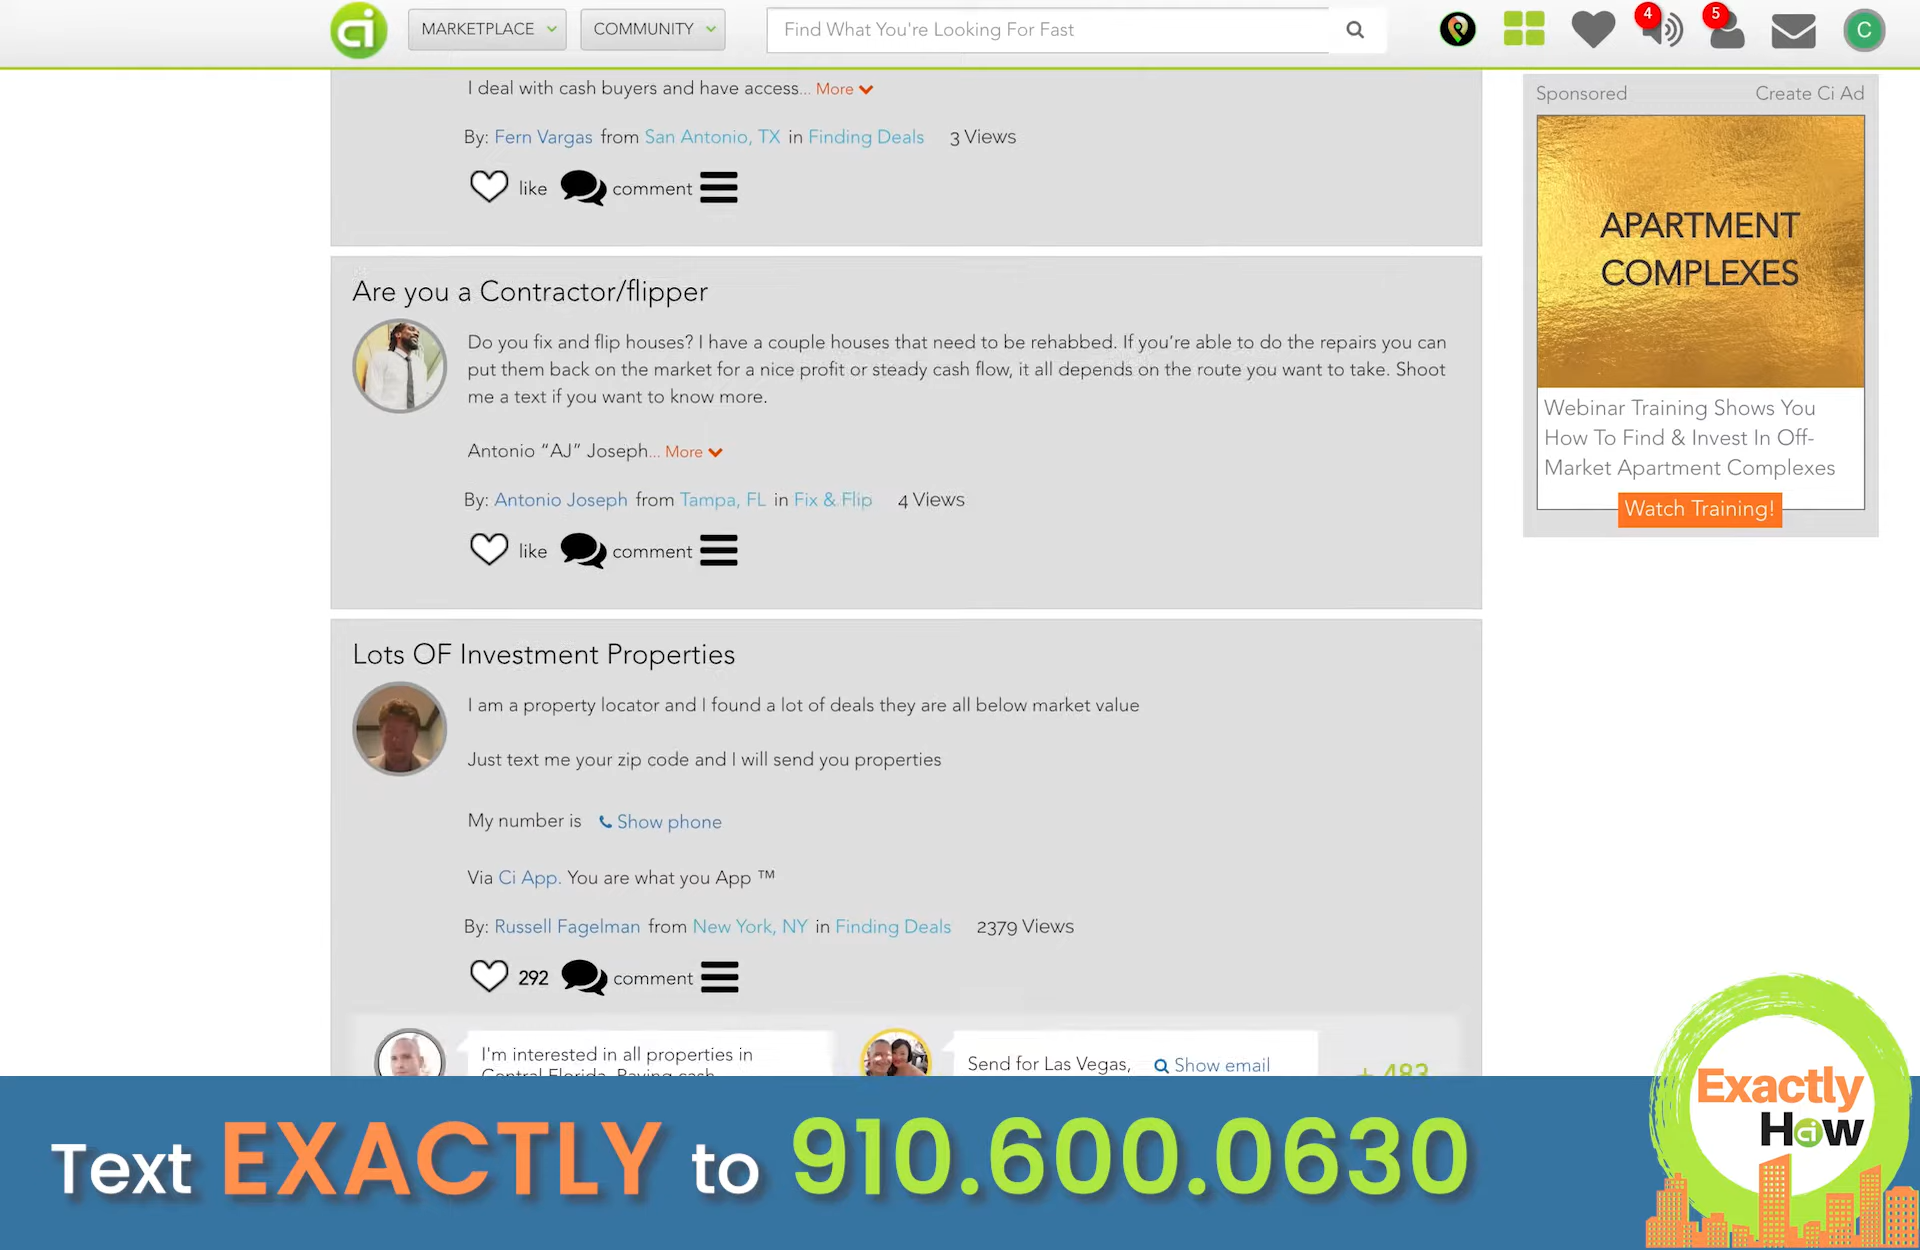 ci
MARKETPLACE
COMMUNITY
Find What You're Looking For Fast
4
5
C
I deal with cash buyers and have access... More
By: Fern Vargas from San Antonio, TX in Finding Deals 3 Views
like comment
Are you a Contractor/flipper
Do you fix and flip houses? I have a couple houses that need to be rehabbed. If you're able to do the repairs you can
put them back on the market for a nice profit or steady cash flow, it all depends on the route you want to take. Shoot
me a text if you want to know more.
Antonio “AJ” Joseph... More
By: Antonio Joseph from Tampa, FL in Fix & Flip 4 Views
like comment
Lots OF Investment Properties
I am a property locator and I found a lot of deals they are all below market value
Just text me your zip code and I will send you properties
My number is Show phone
Via Ci App. You are what you App ™
By: Russell Fagelman from New York, NY in Finding Deals 2379 Views
292 comment
I'm interested in all properties in
Central Florida. Paying cash
Send for Las Vegas, Show email
+ 483
Sponsored Create Ci Ad
APARTMENT
COMPLEXES
Webinar Training Shows You
How To Find & Invest In Off-
Market Apartment Complexes
Watch Training!
Text EXACTLY to 910.600.0630
Exactly
HciW